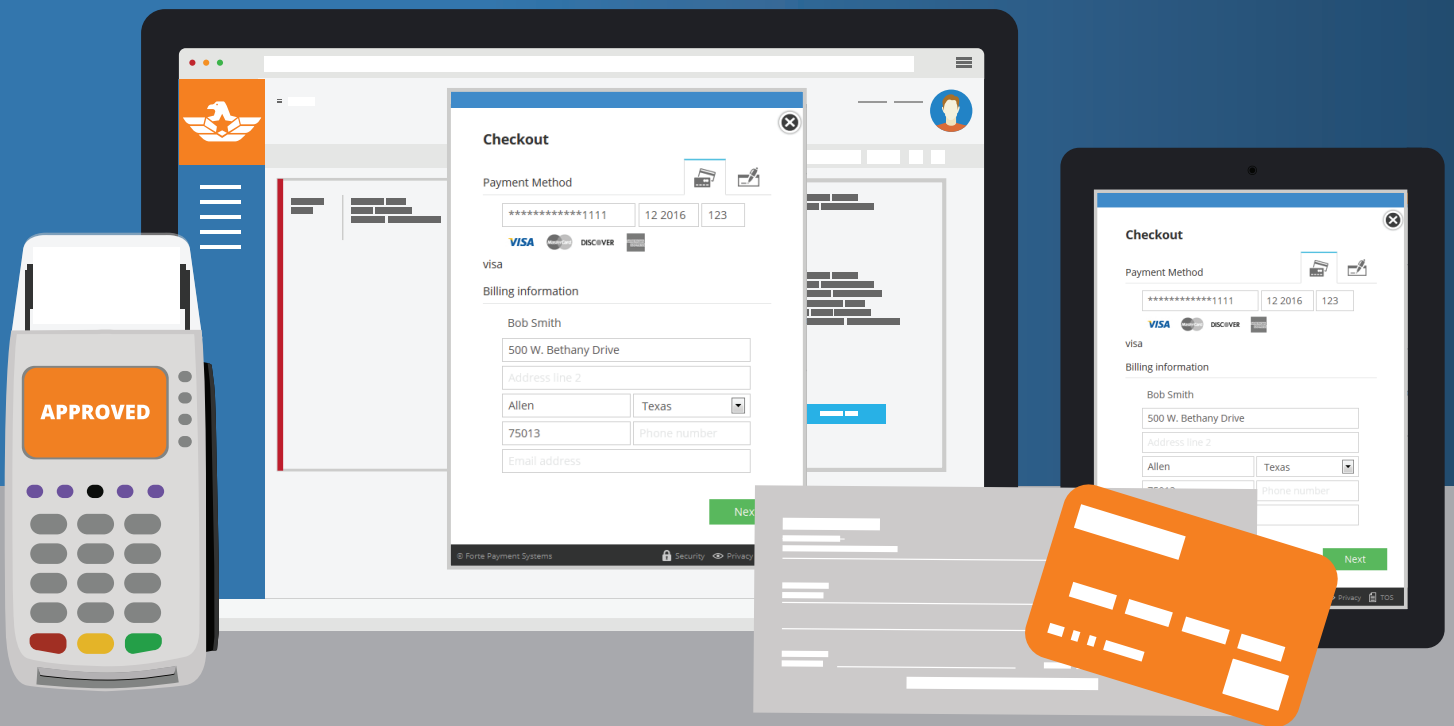 APPROVED
Checkout
Payment Method
************1111 12 2016 123
VISA MasterCard DISCOVER
visa
Billing information
Bob Smith
500 W. Bethany Drive
Address line 2
Allen Texas
75013 Phone number
Email address
Nex
© Forte Payment Systems Security Privacy
Checkout
Payment Method
************1111 12 2016 123
VISA MasterCard DISCOVER
visa
Billing information
Bob Smith
500 W. Bethany Drive
Address line 2
Allen Texas
Phone number
Next
Privacy TOS